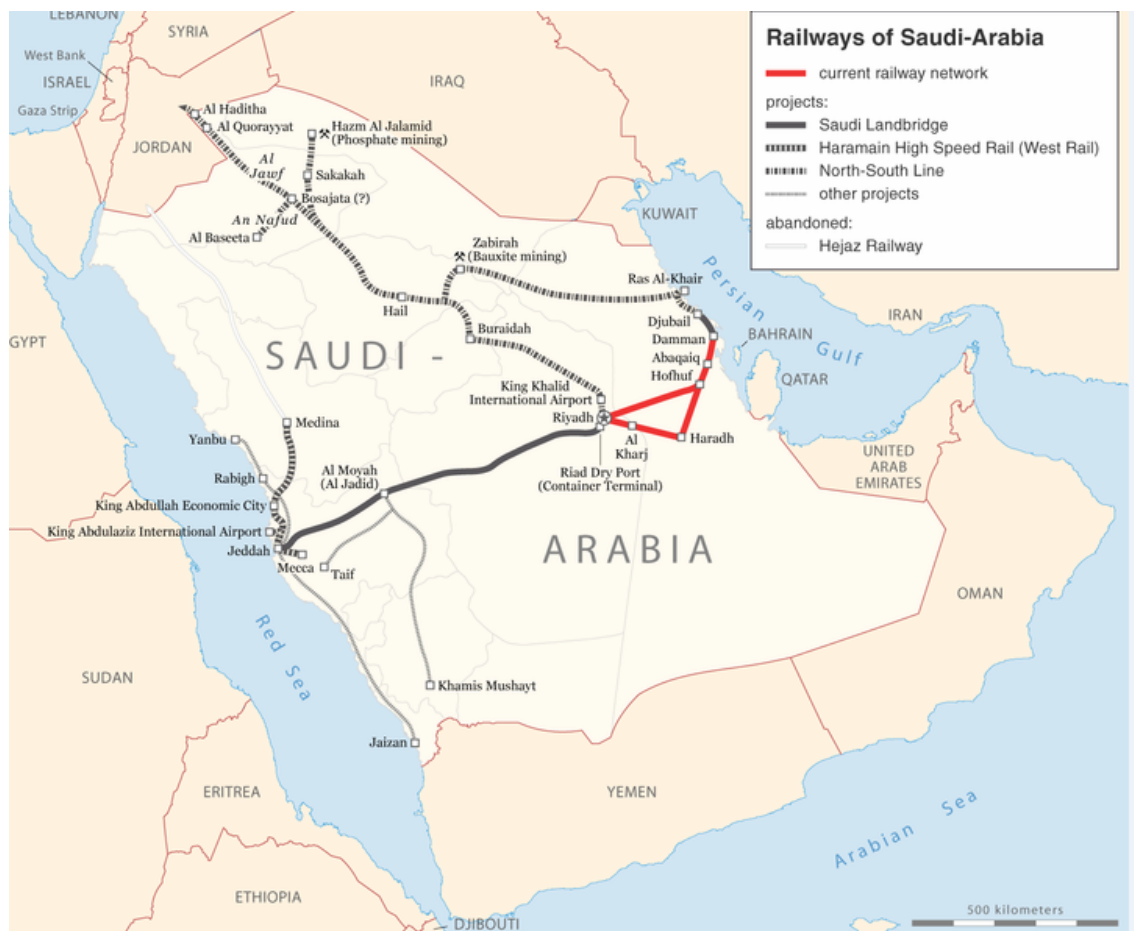 LEBANON
SYRIA
West Bank
ISRAEL
IRAQ
Gaza Strip
JORDAN
Al Haditha
Al Quorayyat
Hazm Al Jalamid
(Phosphate mining)
Al
Jawf
Sakakah
Bosajata (?)
An Nafud
Al Baseeta
KUWAIT
Zabirah
(Bauxite mining)
Ras Al-Khair
Persian Gulf
IRAN
Hail
Buraidah
Djubail
Damman
BAHRAIN
Abaqaiq
Hofhuf
QATAR
GYPT
SAUDI -
ARABIA
King Khalid
International Airport
Riyadh
Al
Kharj
Haradh
Riad Dry Port
(Container Terminal)
UNITED
ARAB
EMIRATES
Medina
Yanbu
Rabigh
Al Moyah
(Al Jadid)
King Abdullah Economic City
King Abdulaziz International Airport
Jeddah
Mecca
Taif
OMAN
Red Sea
SUDAN
Khamis Mushayt
Jaizan
ERITREA
YEMEN
Arabian Sea
ETHIOPIA
DJIBOUTI
500 kilometers
Railways of Saudi-Arabia
current railway network
projects:
Saudi Landbridge
Haramain High Speed Rail (West Rail)
North-South Line
other projects
abandoned:
Hejaz Railway